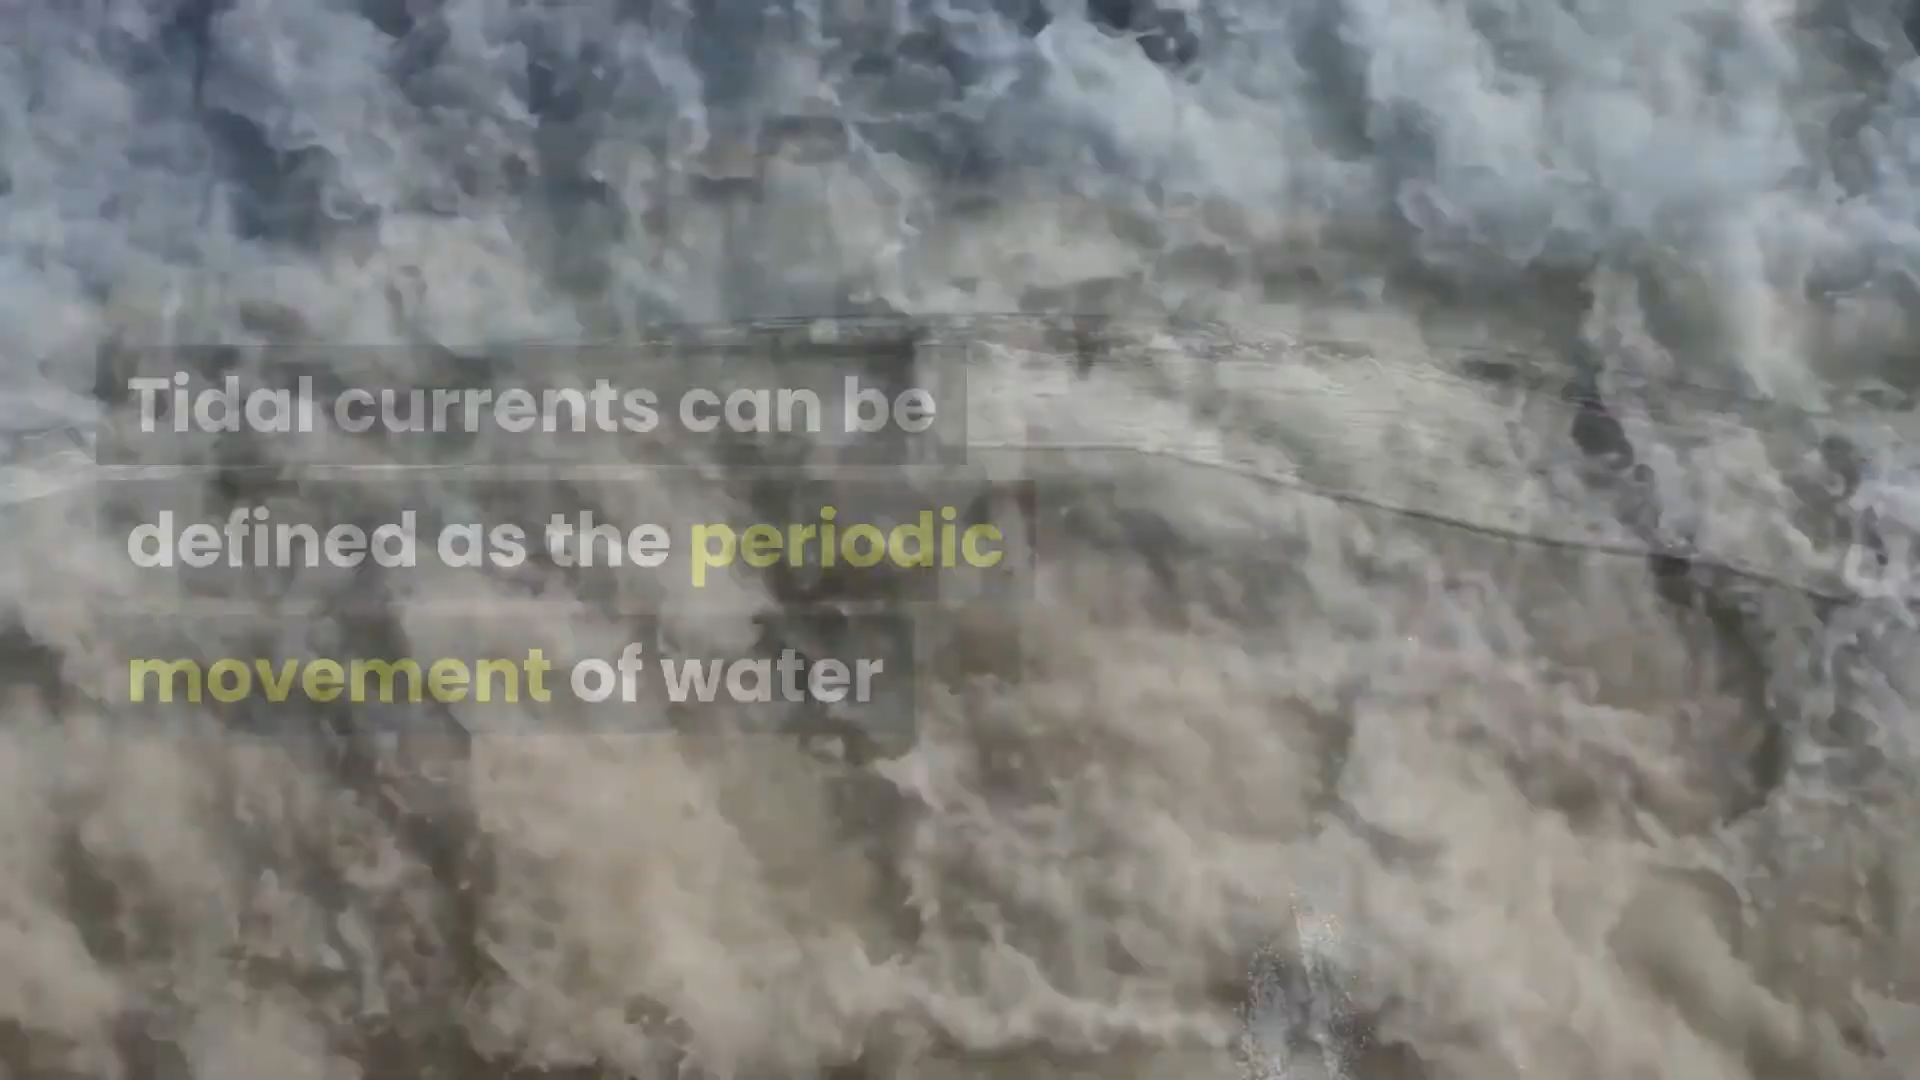 Tidal currents can be
defined as the periodic
movement of water